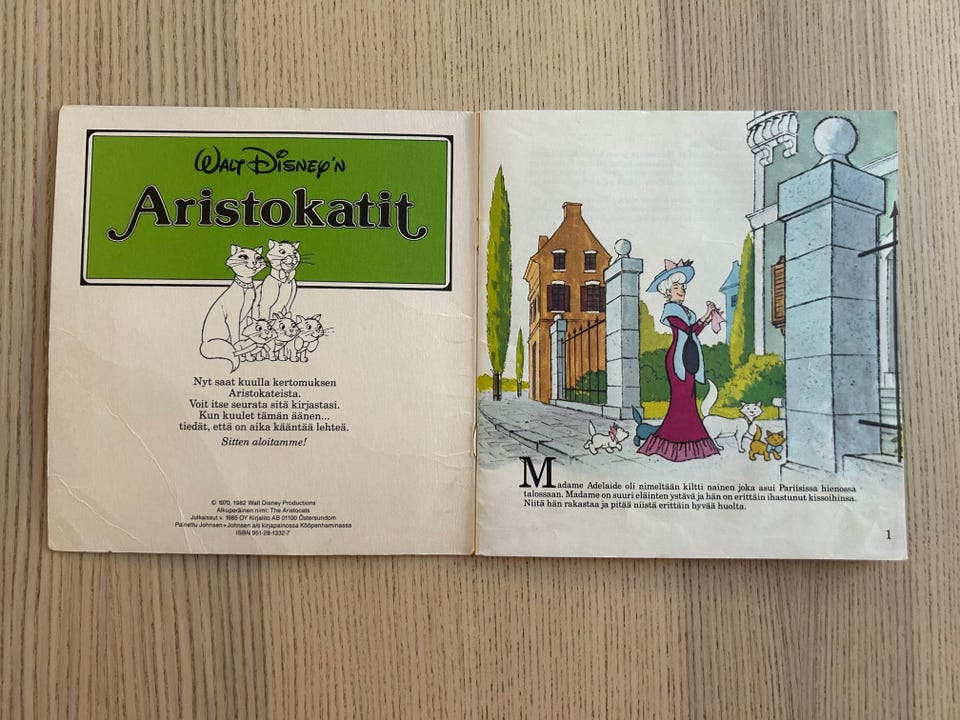 WALT DISNEY'N
Aristokatit
Nyt saat kuulla kertomuksen
Aristokateista.
Voit itse seurata sitä kirjastasi.
Kun kuulet tämän äänen...
tiedät, että on aika kääntää lehteä.
Sitten aloitamme!
© 1970, 1982 Walt Disney Productions
Alkuperäinen nimi: The Aristocats
Julkaissut v. 1985 OY Kirjalito AB 01100 Östersundom
Painettu Johnsen+Johnsen a/s kirjapainossa Kööpenhaminassa
ISBN 951-28-1332-7
Madame Adelaide oli nimeltään kiltti nainen joka asui Pariisissa hienossa
talossaan. Madame on suuri eläinten ystävä ja hän on erittäin ihastunut kissoihinsa.
Niitä hän rakastaa ja pitää niistä erittäin hyvää huolta.
1